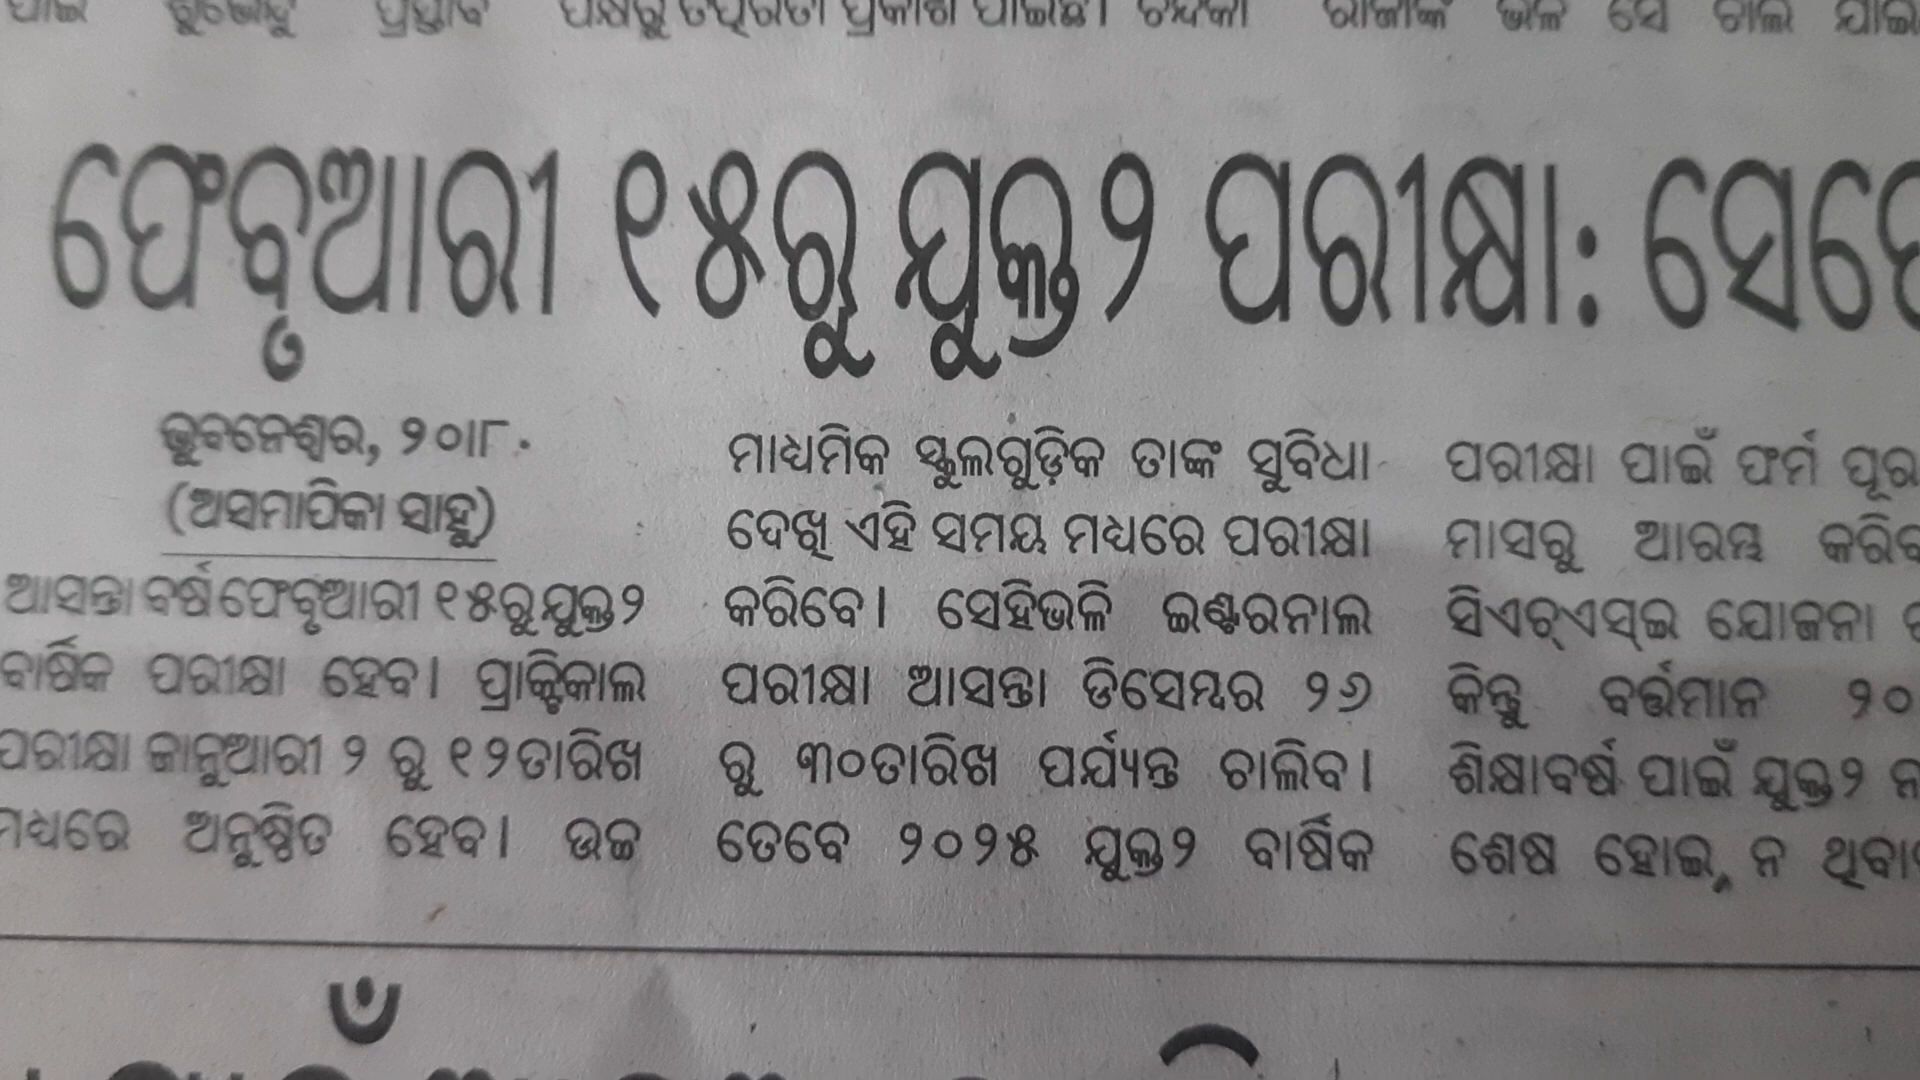 ଫେବୃଆରୀ ୧୫ରୁ ଯୁକ୍ତ୨ ପରୀକ୍ଷା:
ଭୁବନେଶ୍ୱର, ୨୦ା୮.
(ଅସମାପିକା ସାହୁ)
ଆସନ୍ତା ବର୍ଷ ଫେବୃଆରୀ ୧୫ରୁ ଯୁକ୍ତ୨
ବାର୍ଷିକ ପରୀକ୍ଷା ହେବ। ପ୍ରାକ୍ଟିକାଲ
ପରୀକ୍ଷା ଜାନୁଆରୀ ୨ ରୁ ୧୨ତାରିଖ
ମଧ୍ୟରେ ଅନୁଷ୍ଠିତ ହେବ। ଉଚ୍ଚ
ମାଧ୍ୟମିକ ସ୍କୁଲଗୁଡ଼ିକ ତାଙ୍କ ସୁବିଧା
ଦେଖି ଏହି ସମୟ ମଧ୍ୟରେ ପରୀକ୍ଷା
କରିବେ। ସେହିଭଳି ଇଣ୍ଟରନାଲ
ପରୀକ୍ଷା ଆସନ୍ତା ଡିସେମ୍ବର ୨୬
ରୁ ୩୦ତାରିଖ ପର୍ଯ୍ୟନ୍ତ ଚାଲିବ।
ତେବେ ୨୦୨୫ ଯୁକ୍ତ୨ ବାର୍ଷିକ
ପରୀକ୍ଷା ପାଇଁ ଫର୍ମ
ମାସରୁ ଆରମ୍ଭ
ସିଏଚ୍ଏସ୍ଇ ଯୋଜନା
କିନ୍ତୁ ବର୍ତ୍ତମାନ
ଶିକ୍ଷାବର୍ଷ ପାଇଁ ଯୁକ୍ତ୨
ଶେଷ ହୋଇ ନ